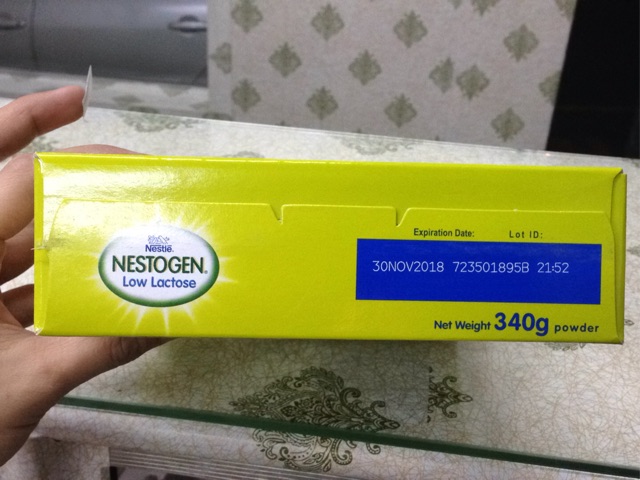 Nestlé.
NESTOGEN®
Low Lactose
Expiration Date: Lot ID:
30NOV2018 723501895B 21:52
Net Weight 340g powder